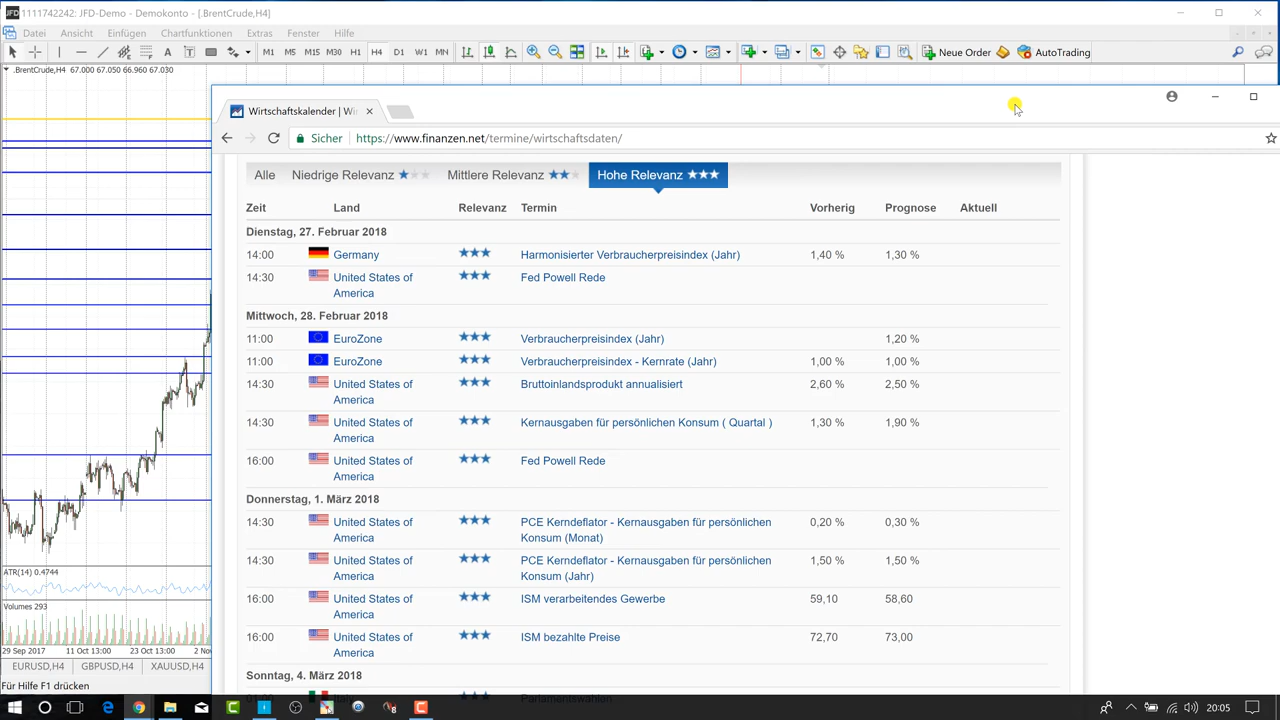 JFD 1111742242: JFD-Demo - Demokonto - [.BrentCrude,H4]
Datei Ansicht Einfügen Chartfunktionen Extras Fenster Hilfe
A T M1 M5 M15 M30 H1 H4 D1 W1 MN Neue Order AutoTrading
.BrentCrude,H4 67.000 67.050 66.960 67.030
Wirtschaftskalender | Wi
Sicher https://www.finanzen.net/termine/wirtschaftsdaten/
Alle Niedrige Relevanz Mittlere Relevanz Hohe Relevanz
Zeit Land Relevanz Termin Vorherig Prognose Aktuell
Dienstag, 27. Februar 2018
14:00 Germany Harmonisierter Verbraucherpreisindex (Jahr) 1,40 % 1,30 %
14:30 United States of Fed Powell Rede
America
Mittwoch, 28. Februar 2018
11:00 EuroZone Verbraucherpreisindex (Jahr) 1,20 %
11:00 EuroZone Verbraucherpreisindex - Kernrate (Jahr) 1,00 % 1,00 %
14:30 United States of Bruttoinlandsprodukt annualisiert 2,60 % 2,50 %
America
14:30 United States of Kernausgaben für persönlichen Konsum ( Quartal ) 1,30 % 1,90 %
America
16:00 United States of Fed Powell Rede
America
Donnerstag, 1. März 2018
14:30 United States of PCE Kerndeflator - Kernausgaben für persönlichen 0,20 % 0,30 %
America Konsum (Monat)
14:30 United States of PCE Kerndeflator - Kernausgaben für persönlichen 1,50 % 1,50 %
America Konsum (Jahr)
16:00 United States of ISM verarbeitendes Gewerbe 59,10 58,60
America
16:00 United States of ISM bezahlte Preise 72,70 73,00
America
Sonntag, 4. März 2018
Parlamentswahlen
ATR(14) 0.4744
Volumes 293
29 Sep 2017 11 Oct 13:00 23 Oct 13:00 2 Nov
EURUSD,H4 GBPUSD,H4 XAUUSD,H4
Für Hilfe F1 drücken
20:05